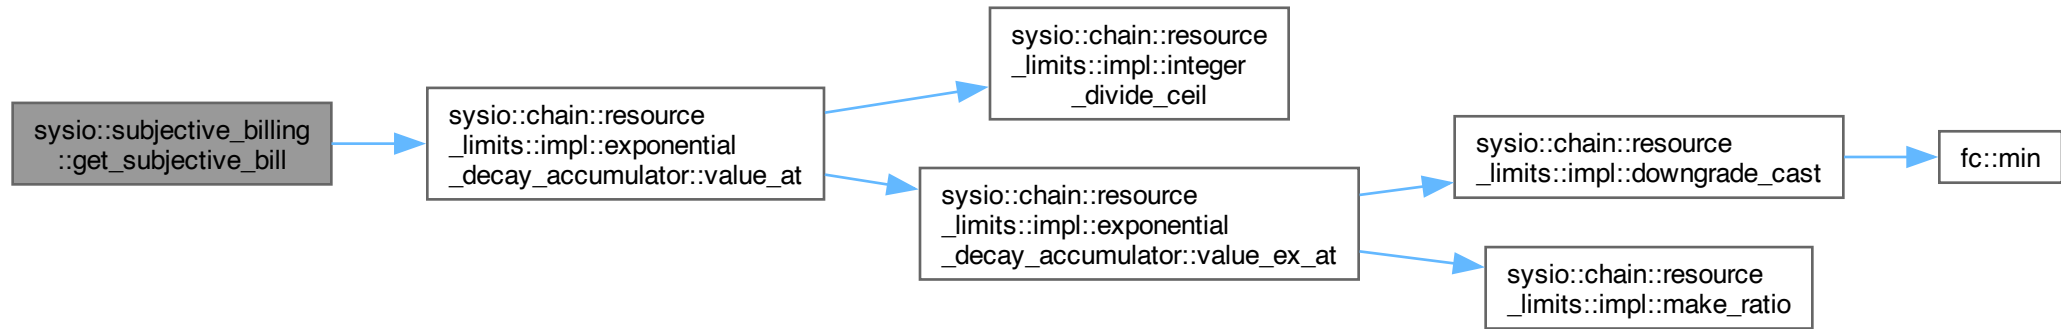 sysio::subjective_billing
::get_subjective_bill
sysio::chain::resource
_limits::impl::exponential
_decay_accumulator::value_at
sysio::chain::resource
_limits::impl::integer
_divide_ceil
sysio::chain::resource
_limits::impl::exponential
_decay_accumulator::value_ex_at
sysio::chain::resource
_limits::impl::downgrade_cast
fc::min
sysio::chain::resource
_limits::impl::make_ratio